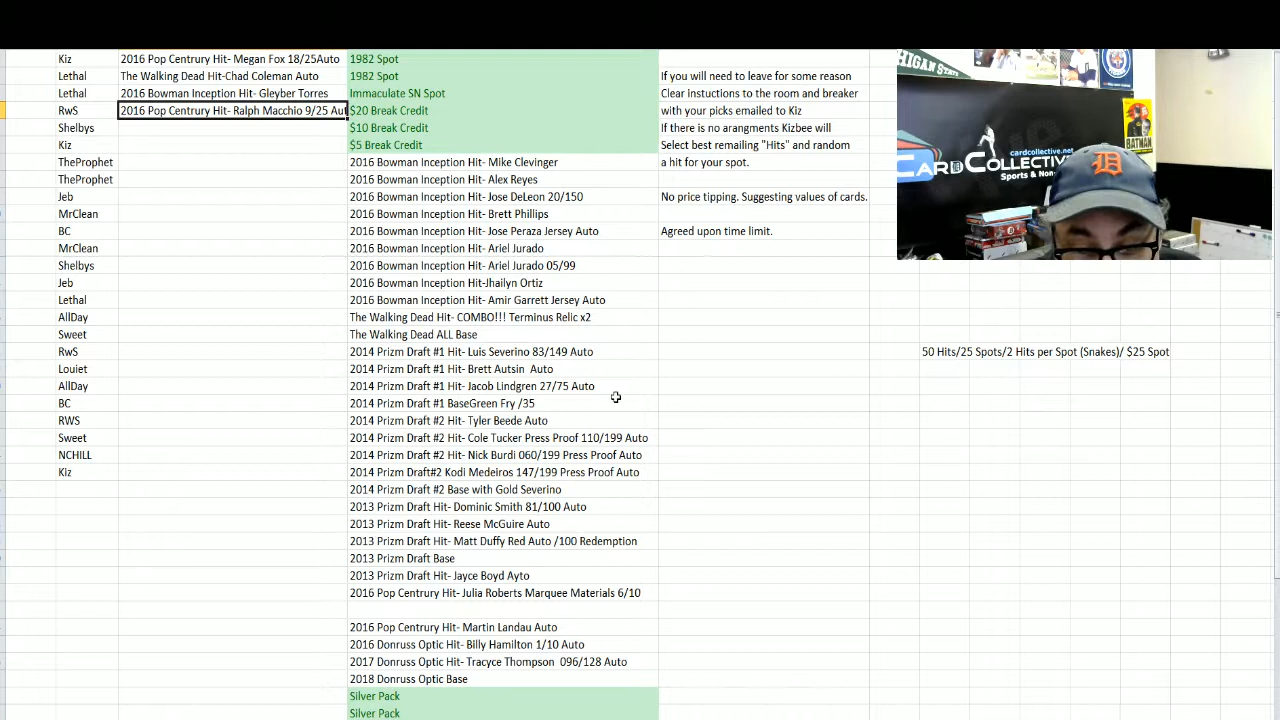 Kiz 2016 Pop Centrury Hit- Megan Fox 18/25Auto 1982 Spot
Lethal The Walking Dead Hit-Chad Coleman Auto 1982 Spot If you will need to leave for some reason
Lethal 2016 Bowman Inception Hit- Gleyber Torres Immaculate SN Spot Clear instuctions to the room and breaker
RwS 2016 Pop Centrury Hit- Ralph Macchio 9/25 Aut $20 Break Credit with your picks emailed to Kiz
Shelbys $10 Break Credit If there is no arangments Kizbee will
Kiz $5 Break Credit Select best remailing "Hits" and random
TheProphet 2016 Bowman Inception Hit- Mike Clevinger a hit for your spot.
TheProphet 2016 Bowman Inception Hit- Alex Reyes
Jeb 2016 Bowman Inception Hit- Jose DeLeon 20/150 No price tipping. Suggesting values of cards.
MrClean 2016 Bowman Inception Hit- Brett Phillips
BC 2016 Bowman Inception Hit- Jose Peraza Jersey Auto Agreed upon time limit.
MrClean 2016 Bowman Inception Hit- Ariel Jurado
Shelbys 2016 Bowman Inception Hit- Ariel Jurado 05/99
Jeb 2016 Bowman Inception Hit-Jhailyn Ortiz
Lethal 2016 Bowman Inception Hit- Amir Garrett Jersey Auto
AllDay The Walking Dead Hit- COMBO!!! Terminus Relic x2
Sweet The Walking Dead ALL Base
RwS 2014 Prizm Draft #1 Hit- Luis Severino 83/149 Auto 50 Hits/25 Spots/2 Hits per Spot (Snakes)/ $25 Spot
Louiet 2014 Prizm Draft #1 Hit- Brett Autsin Auto
AllDay 2014 Prizm Draft #1 Hit- Jacob Lindgren 27/75 Auto
BC 2014 Prizm Draft #1 BaseGreen Fry /35
RWS 2014 Prizm Draft #2 Hit- Tyler Beede Auto
Sweet 2014 Prizm Draft #2 Hit- Cole Tucker Press Proof 110/199 Auto
NCHILL 2014 Prizm Draft #2 Hit- Nick Burdi 060/199 Press Proof Auto
Kiz 2014 Prizm Draft#2 Kodi Medeiros 147/199 Press Proof Auto
2014 Prizm Draft #2 Base with Gold Severino
2013 Prizm Draft Hit- Dominic Smith 81/100 Auto
2013 Prizm Draft Hit- Reese McGuire Auto
2013 Prizm Draft Hit- Matt Duffy Red Auto /100 Redemption
2013 Prizm Draft Base
2013 Prizm Draft Hit- Jayce Boyd Ayto
2016 Pop Centrury Hit- Julia Roberts Marquee Materials 6/10
2016 Pop Centrury Hit- Martin Landau Auto
2016 Donruss Optic Hit- Billy Hamilton 1/10 Auto
2017 Donruss Optic Hit- Tracyce Thompson 096/128 Auto
2018 Donruss Optic Base
Silver Pack
Silver Pack
HIGAN STATE
BATMAN
cardcollective.net
CARDCOLLECTIVE
Sports & Non-
D